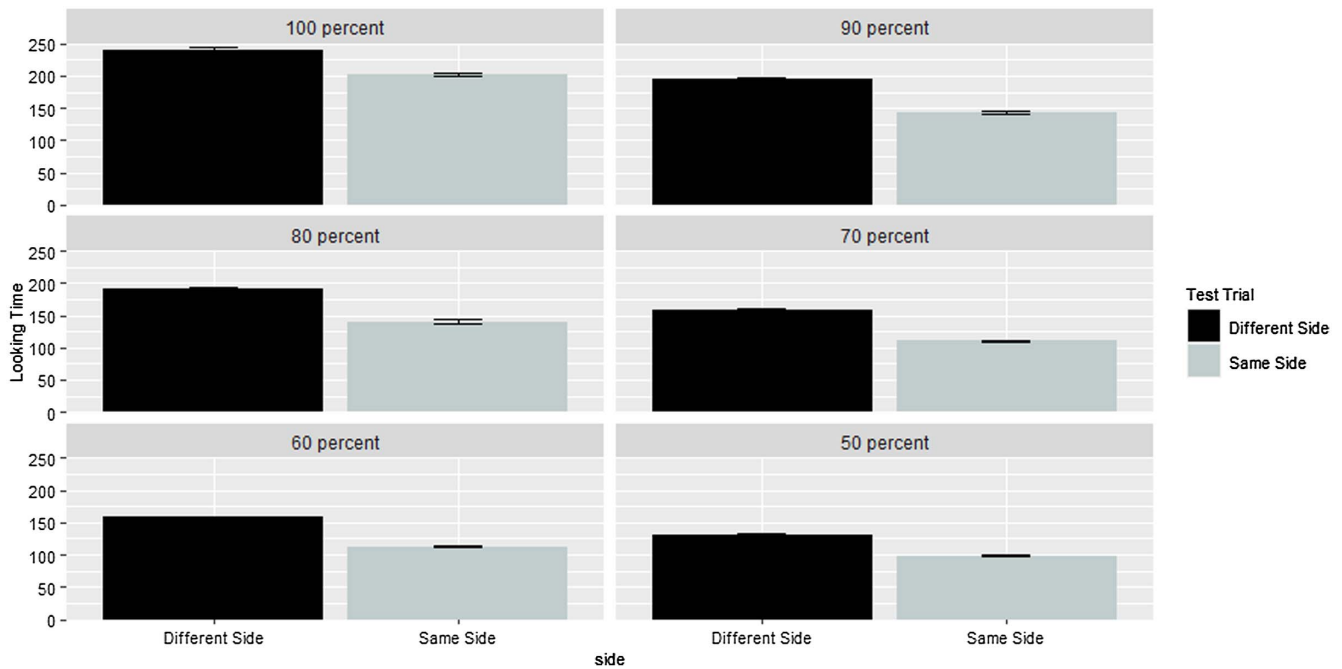 100 percent
90 percent
250
200
150
100
50
0
80 percent
70 percent
250
200
150
100
50
0
Looking Time
60 percent
50 percent
250
200
150
100
50
0
Different Side
Same Side
Different Side
Same Side
side
Test Trial
Different Side
Same Side